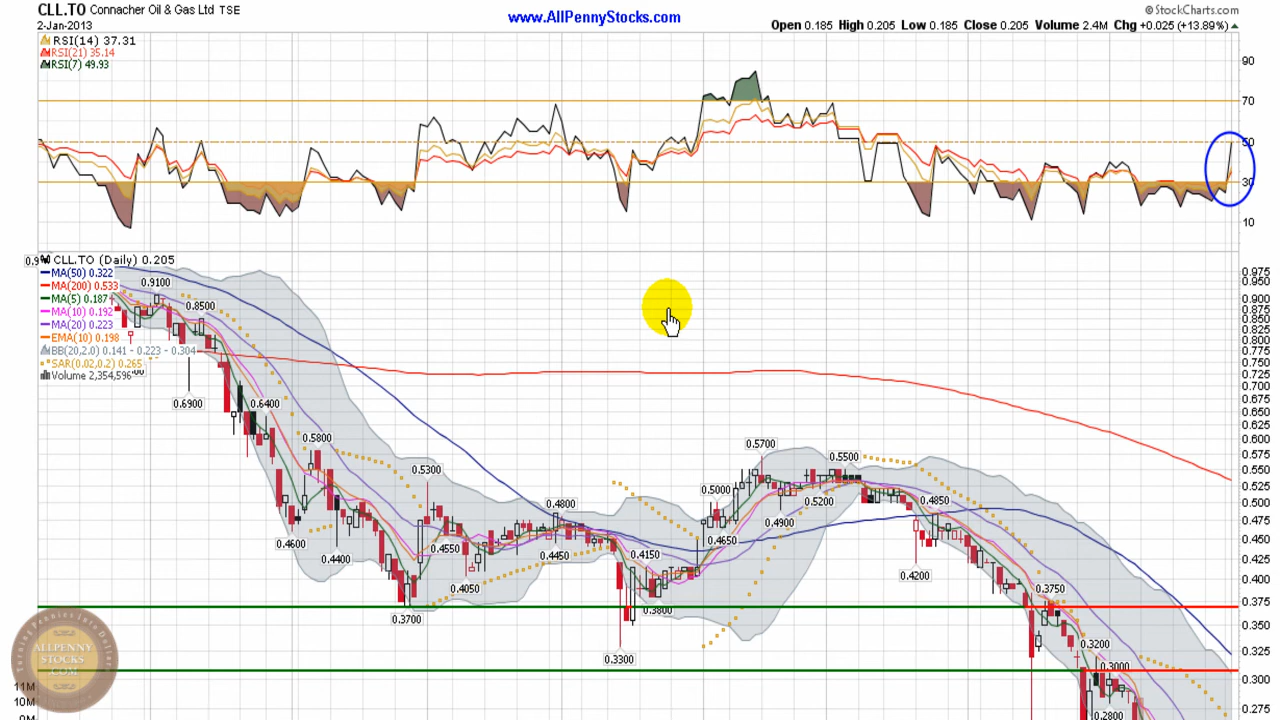 CLL.TO Connacher Oil & Gas Ltd TSE
www.AllPennyStocks.com
© StockCharts.com
2-Jan-2013
Open 0.185 High 0.205 Low 0.185 Close 0.205 Volume 2.4M Chg +0.025 (+13.89%)
RSI(14) 37.31
RSI(21) 35.14
RSI(7) 49.93
90
70
50
30
10
CLL.TO (Daily) 0.205
MA(50) 0.322
MA(200) 0.533
MA(5) 0.187
MA(10) 0.192
MA(20) 0.223
EMA(10) 0.198
BB(20,2.0) 0.141 - 0.223 - 0.304
SAR(0.02,0.2) 0.265
Volume 2,354,596
0.9100
0.8500
0.6900
0.6400
0.5800
0.4600
0.4400
0.3700
0.5300
0.4550
0.4050
0.4800
0.4450
0.3300
0.4150
0.3800
0.5000
0.4650
0.5700
0.4900
0.5200
0.5500
0.4200
0.4850
0.3750
0.3200
0.3000
0.2800
0.975
0.950
0.925
0.900
0.875
0.850
0.825
0.800
0.775
0.750
0.725
0.700
0.675
0.650
0.625
0.600
0.575
0.550
0.525
0.500
0.475
0.450
0.425
0.400
0.375
0.350
0.325
0.300
0.275
11M
10M
Turning Pennies Into Dollars
ALLPENNY
STOCKS
.COM